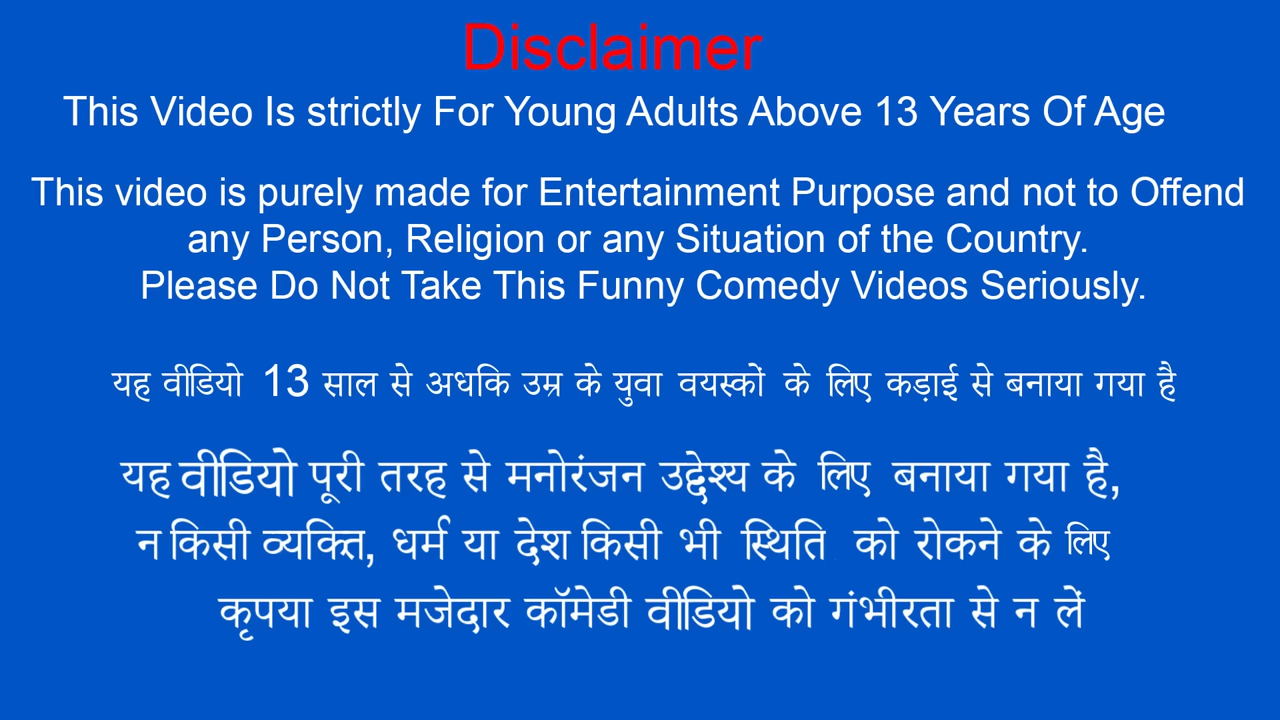 Disclaimer
This Video Is strictly For Young Adults Above 13 Years Of Age
This video is purely made for Entertainment Purpose and not to Offend
any Person, Religion or any Situation of the Country.
Please Do Not Take This Funny Comedy Videos Seriously.
यह वीडियो 13 साल से अधकि उम्र के युवा वयस्कों के लिए कड़ाई से बनाया गया है
यह वीडियो पूरी तरह से मनोरंजन उद्देश्य के लिए बनाया गया है,
न किसी व्यक्ति, धर्म या देश किसी भी स्थिति को रोकने के लिए
कृपया इस मजेदार कॉमेडी वीडियो को गंभीरता से न लें